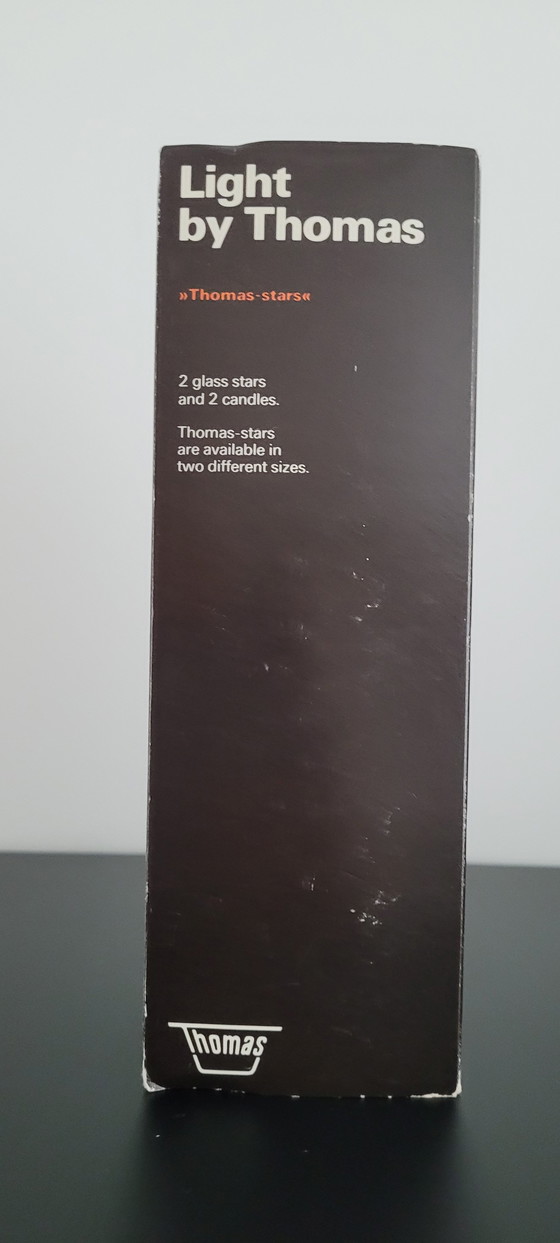 Light
by Thomas
»Thomas-stars«
2 glass stars
and 2 candles.
Thomas-stars
are available in
two different sizes.
Thomas